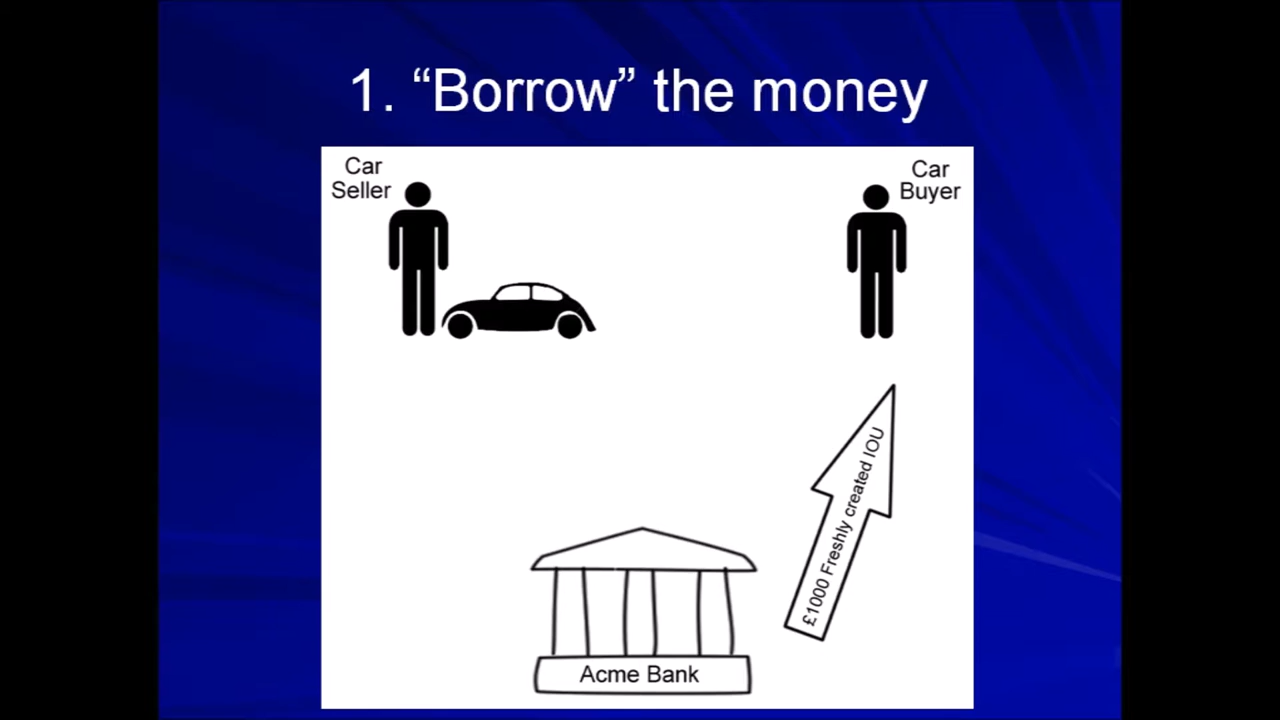 1. “Borrow” the money
Car
Seller
Car
Buyer
£1000 Freshly created IOU
Acme Bank